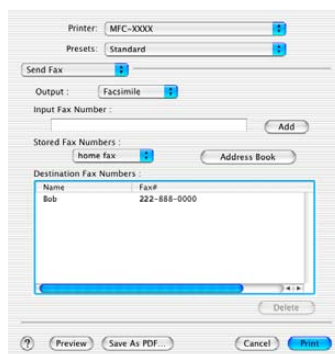 Printer: MFC-XXXX
Presets: Standard
Send Fax
Output : Facsimile
Input Fax Number :
Add
Stored Fax Numbers :
home fax Address Book
Destination Fax Numbers :
Name Fax#
Bob 222-888-0000
Delete
? Preview Save As PDF... Cancel Print